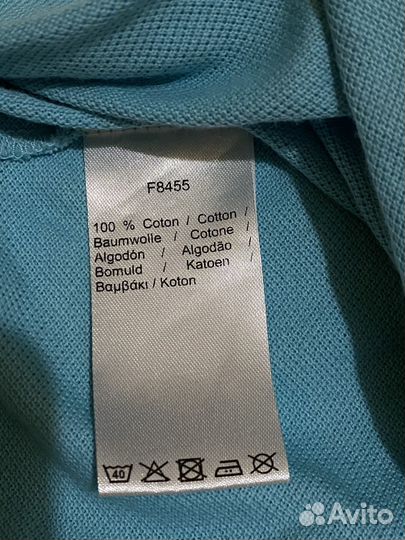 F8455
100 % Coton / Cotton /
Baumwolle / Cotone /
Algodón / Algodão /
Bomuld / Katoen /
Βαμβάκι / Koton
40
Avito